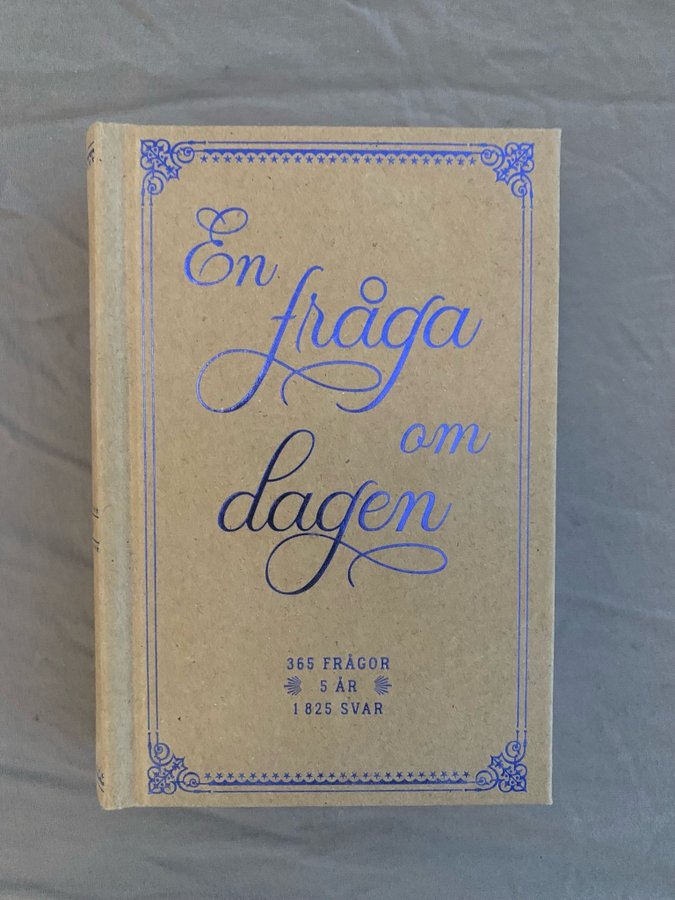 En
fråga
om
dagen
365 FRÅGOR
5 ÅR
1 825 SVAR